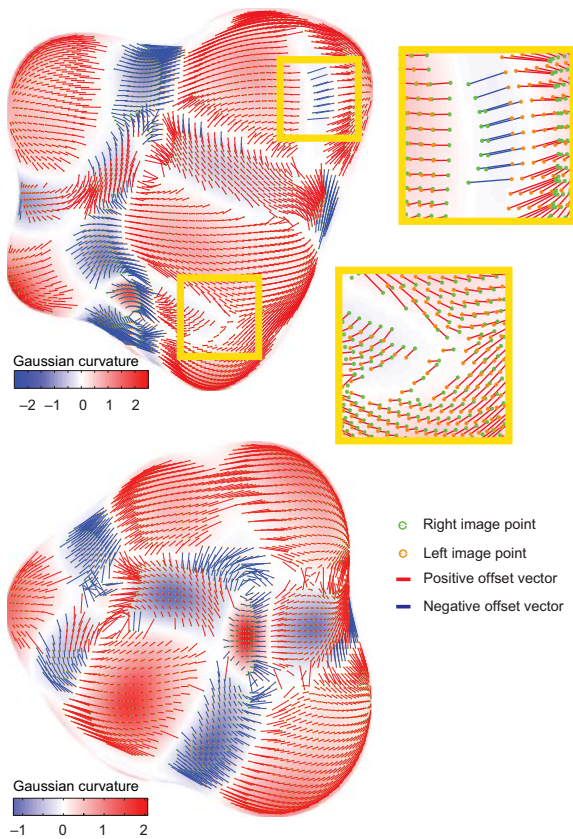 Gaussian curvature
–2 –1 0 1 2
Right image point
Left image point
Positive offset vector
Negative offset vector
Gaussian curvature
–1 0 1 2